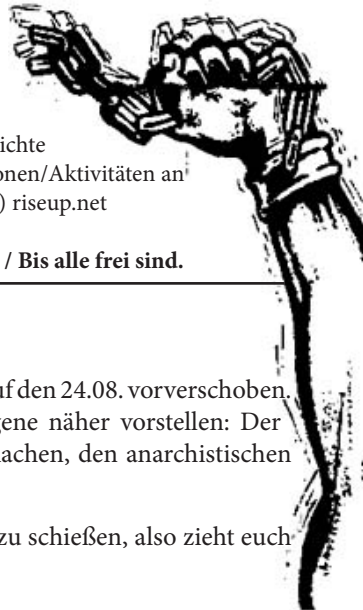 ichte
onen/Aktivitäten an
) riseup.net
/ Bis alle frei sind.
uf den 24.08. vorverschoben.
gene näher vorstellen: Der
achen, den anarchistischen
zu schießen, also zieht euch